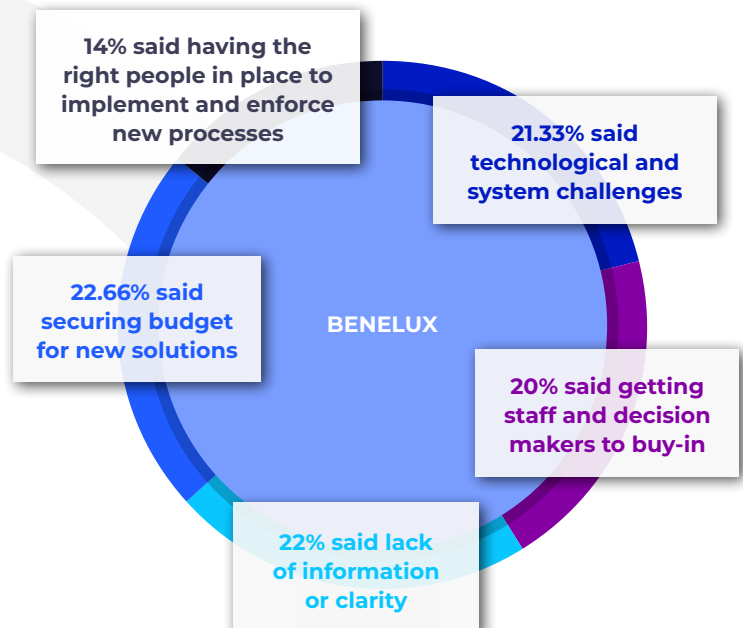 14% said having the
right people in place to
implement and enforce
new processes
21.33% said
technological and
system challenges
22.66% said
securing budget
for new solutions
BENELUX
20% said getting
staff and decision
makers to buy-in
22% said lack
of information
or clarity